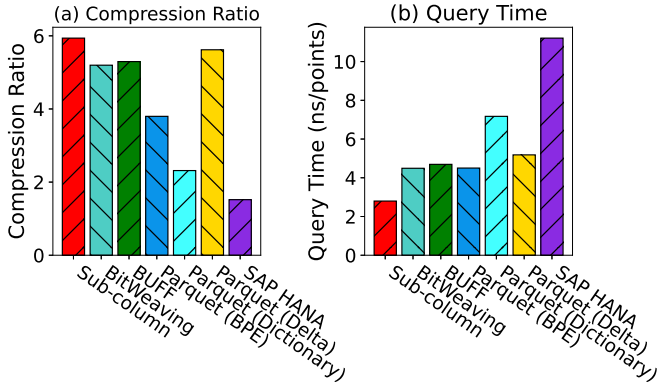 (a) Compression Ratio
Compression Ratio
6
4
2
0
Sub-column
BitWeaving
BUFF
Parquet (BPE)
Parquet (Dictionary)
Parquet (Delta)
SAP HANA
(b) Query Time
Query Time (ns/points)
10
8
6
4
2
0
Sub-column
BitWeaving
BUFF
Parquet (BPE)
Parquet (Dictionary)
Parquet (Delta)
SAP HANA